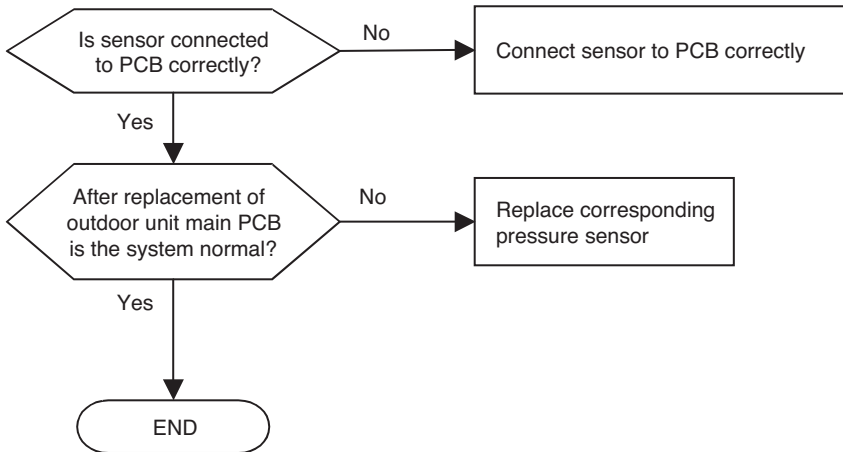 Is sensor connected
to PCB correctly?
No
Connect sensor to PCB correctly
Yes
After replacement of
outdoor unit main PCB
is the system normal?
No
Replace corresponding
pressure sensor
Yes
END